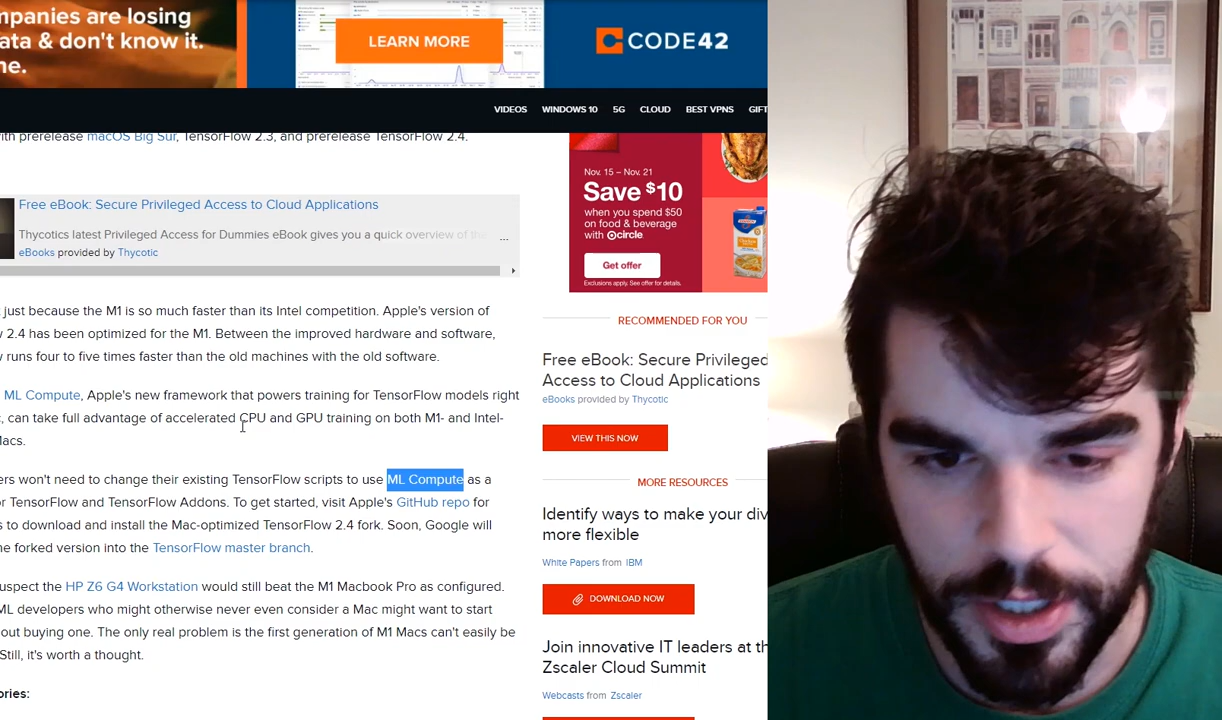 mpanies are losing
ata & don't know it.
ne.
LEARN MORE
CODE42
VIDEOS WINDOWS 10 5G CLOUD BEST VPNS GIFT
ith prerelease macOS Big Sur, TensorFlow 2.3, and prerelease TensorFlow 2.4.
Free eBook: Secure Privileged Access to Cloud Applications
Thycotics latest Privileged Access for Dummies eBook gives you a quick overview of the
...
eBooks provided by Thycotic
Nov. 15 – Nov. 21
Save $10
when you spend $50
on food & beverage
with circle
Get offer
Exclusions apply. See offer for details.
just because the M1 is so much faster than its Intel competition. Apple's version of
w 2.4 has been optimized for the M1. Between the improved hardware and software,
w runs four to five times faster than the old machines with the old software.
ML Compute, Apple's new framework that powers training for TensorFlow models right
c, can take full advantage of accelerated CPU and GPU training on both M1- and Intel-
Macs.
ers won't need to change their existing TensorFlow scripts to use ML Compute as a
or TensorFlow and TensorFlow Addons. To get started, visit Apple's GitHub repo for
s to download and install the Mac-optimized TensorFlow 2.4 fork. Soon, Google will
he forked version into the TensorFlow master branch.
uspect the HP Z6 G4 Workstation would still beat the M1 Macbook Pro as configured.
ML developers who might otherwise never even consider a Mac might want to start
out buying one. The only real problem is the first generation of M1 Macs can't easily be
Still, it's worth a thought.
ories:
RECOMMENDED FOR YOU
Free eBook: Secure Privileged
Access to Cloud Applications
eBooks provided by Thycotic
VIEW THIS NOW
MORE RESOURCES
Identify ways to make your div
more flexible
White Papers from IBM
DOWNLOAD NOW
Join innovative IT leaders at th
Zscaler Cloud Summit
Webcasts from Zscaler